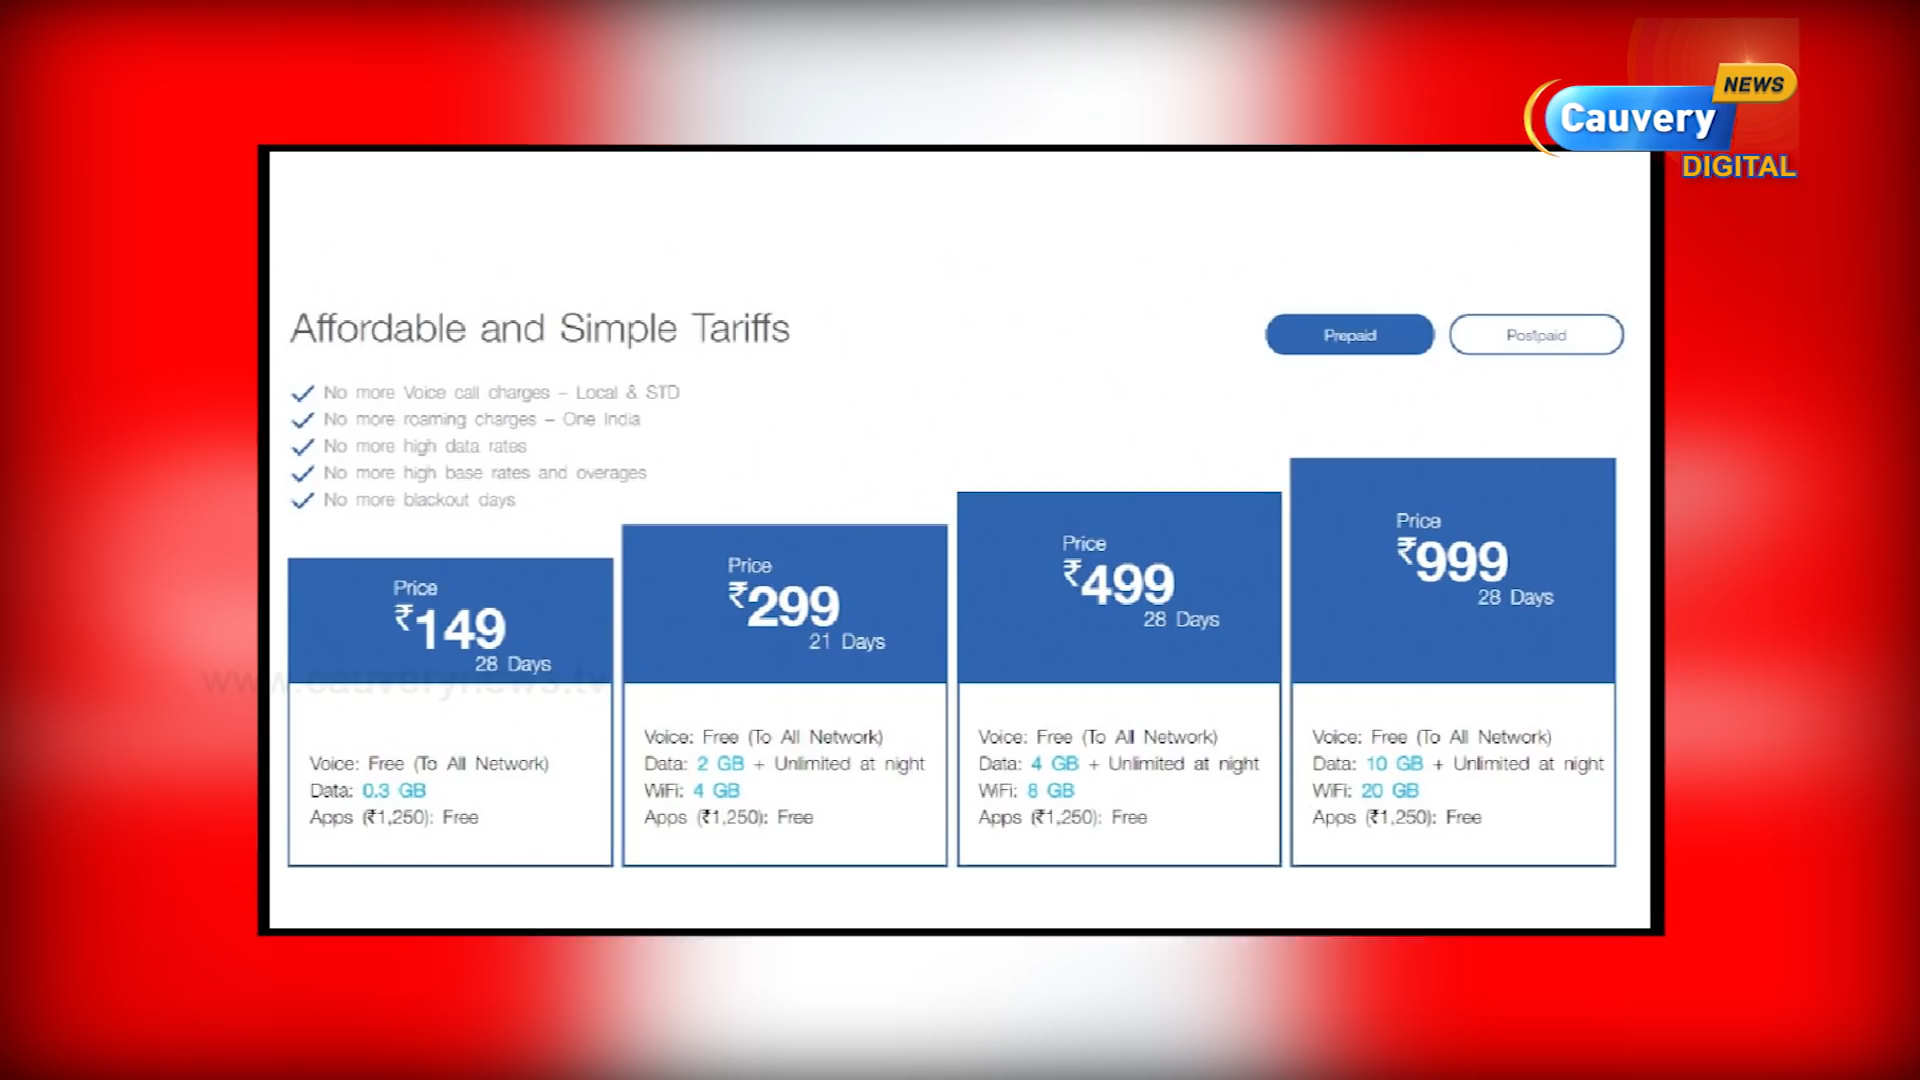 NEWS
Cauvery
DIGITAL
Affordable and Simple Tariffs
Prepaid
Postpaid
No more Voice call charges – Local & STD
No more roaming charges – One India
No more high data rates
No more high base rates and overages
No more blackout days
Price
₹149
28 Days
Voice: Free (To All Network)
Data: 0.3 GB
Apps (₹1,250): Free
Price
₹299
21 Days
Voice: Free (To All Network)
Data: 2 GB + Unlimited at night
WiFi: 4 GB
Apps (₹1,250): Free
Price
₹499
28 Days
Voice: Free (To All Network)
Data: 4 GB + Unlimited at night
WiFi: 8 GB
Apps (₹1,250): Free
Price
₹999
28 Days
Voice: Free (To All Network)
Data: 10 GB + Unlimited at night
WiFi: 20 GB
Apps (₹1,250): Free
www.cauverynews.tv